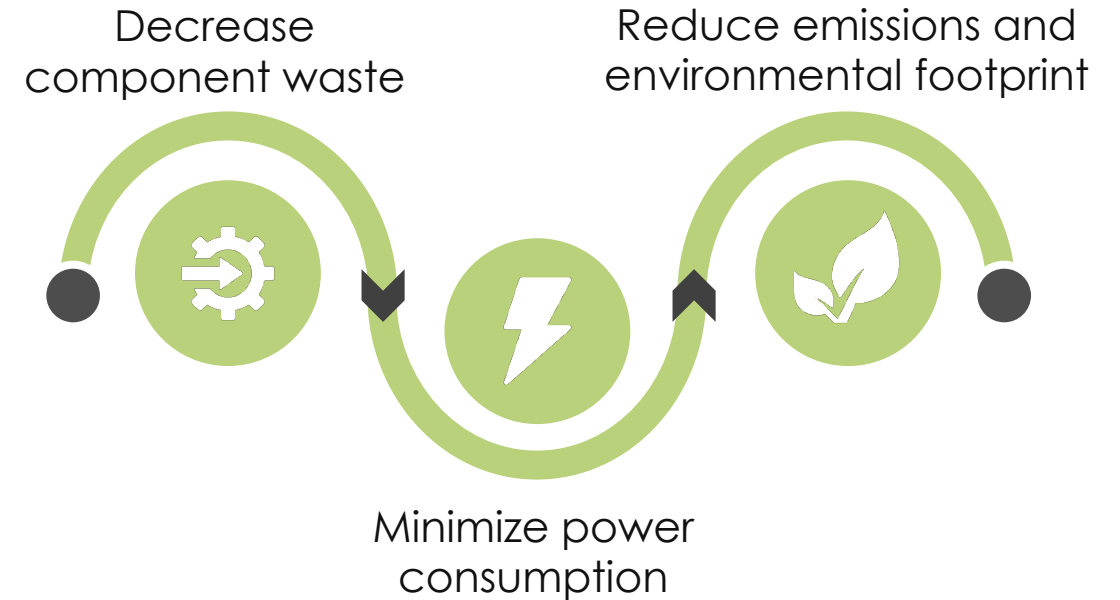 Decrease
component waste
Minimize power
consumption
Reduce emissions and
environmental footprint